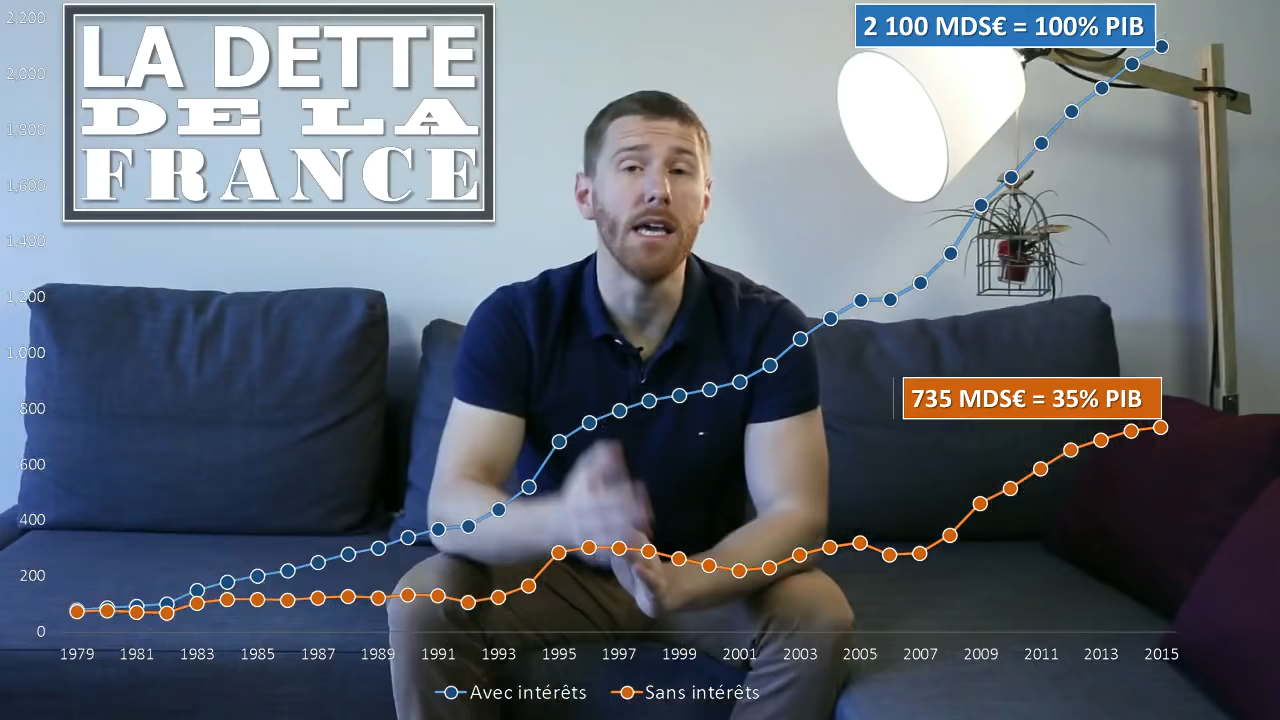 LA DETTE
DE LA
FRANCE
2 100 MDS€ = 100% PIB
735 MDS€ = 35% PIB
2,200
2,000
1,800
1,600
1,400
1,200
1,000
800
600
400
200
0
1979 1981 1983 1985 1987 1989 1991 1993 1995 1997 1999 2001 2003 2005 2007 2009 2011 2013 2015
Avec intérêts Sans intérêts